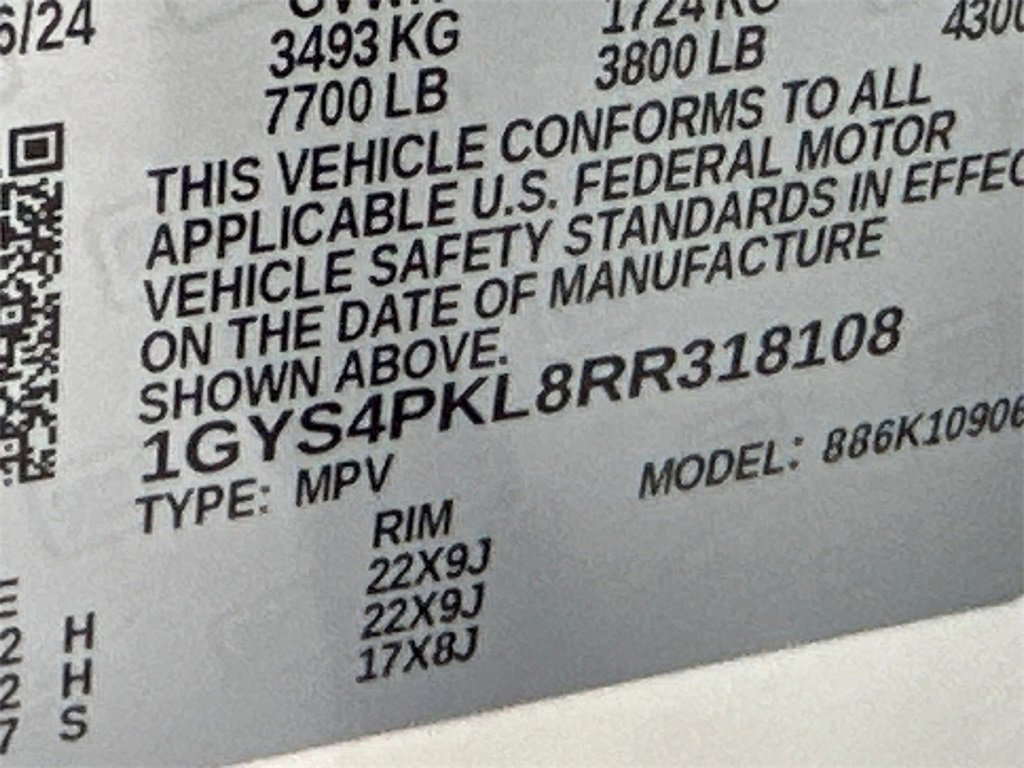 6/24 GVWR 1724 KG 4300
3493 KG 3800 LB
7700 LB
THIS VEHICLE CONFORMS TO ALL
APPLICABLE U.S. FEDERAL MOTOR
VEHICLE SAFETY STANDARDS IN EFFEC
ON THE DATE OF MANUFACTURE
SHOWN ABOVE.
1GYS4PKL8RR318108
TYPE: MPV MODEL: 886K10906
RIM
22X9J
2 H 22X9J
2 H 17X8J
7 S